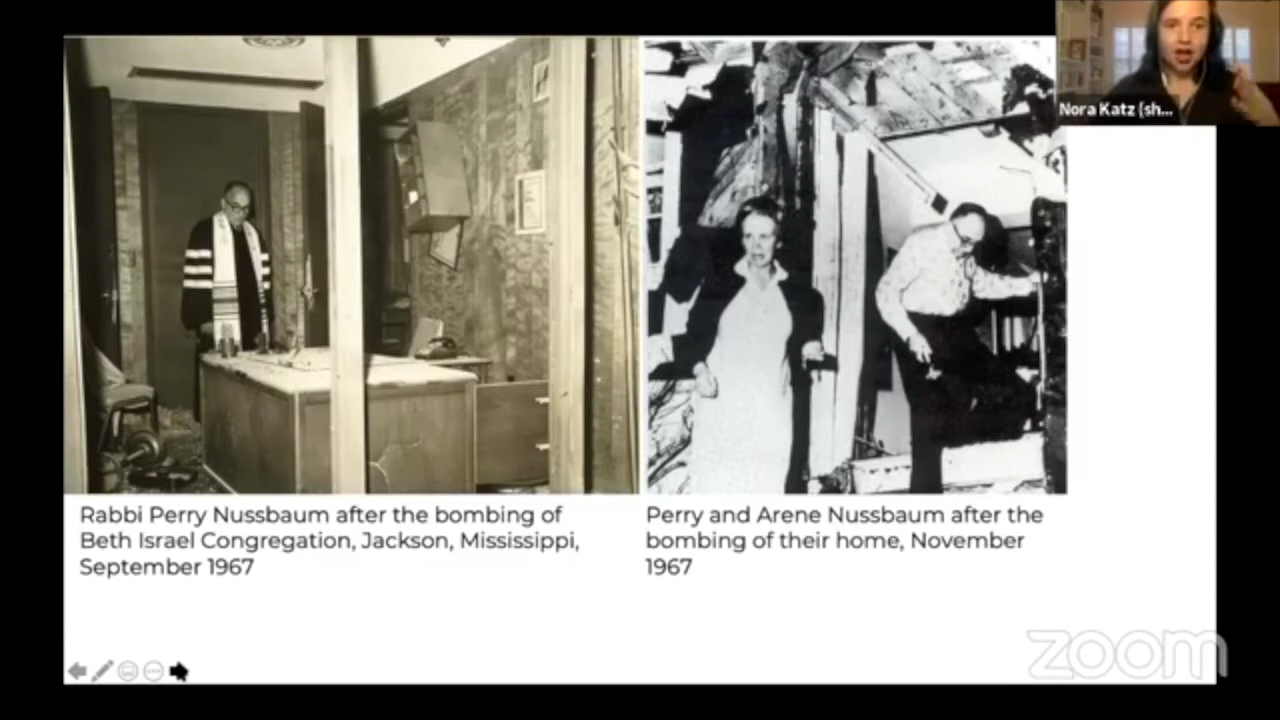 Nora Katz (sh...
Rabbi Perry Nussbaum after the bombing of
Beth Israel Congregation, Jackson, Mississippi,
September 1967
Perry and Arene Nussbaum after the
bombing of their home, November
1967
zoom